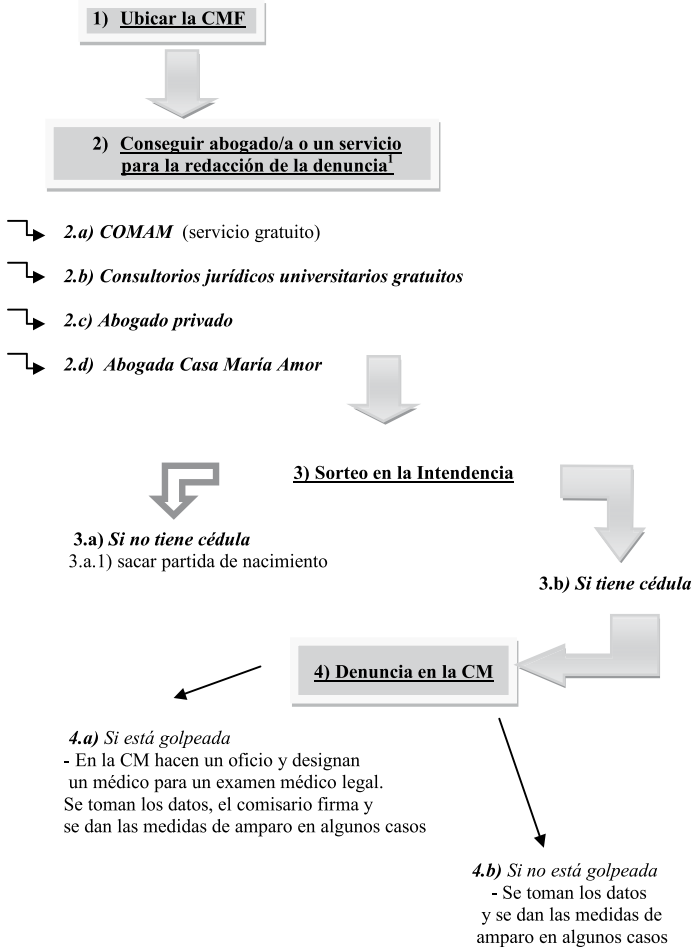 1) Ubicar la CMF
2) Conseguir abogado/a o un servicio
para la redacción de la denuncia1
2.a) COMAM (servicio gratuito)
2.b) Consultorios jurídicos universitarios gratuitos
2.c) Abogado privado
2.d) Abogada Casa María Amor
3) Sorteo en la Intendencia
3.a) Si no tiene cédula
3.a.1) sacar partida de nacimiento
3.b) Si tiene cédula
4) Denuncia en la CM
4.a) Si está golpeada
- En la CM hacen un oficio y designan
un médico para un examen médico legal.
Se toman los datos, el comisario firma y
se dan las medidas de amparo en algunos casos
4.b) Si no está golpeada
- Se toman los datos
y se dan las medidas de
amparo en algunos casos